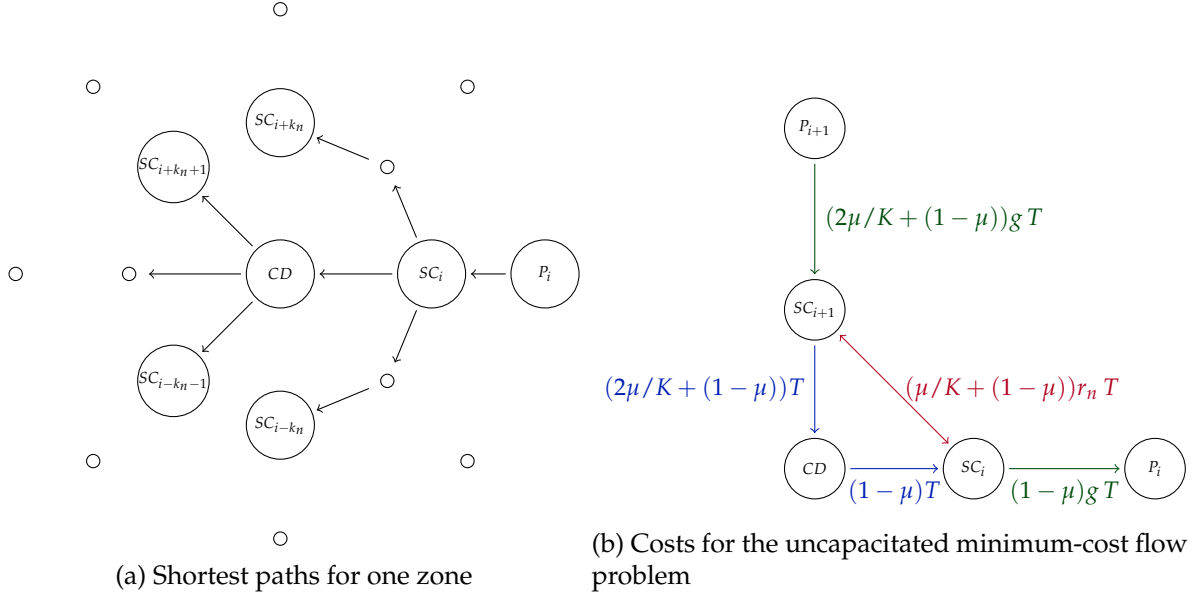 SC_{i+k_n}
SC_{i+k_n+1}
CD
SC_i
P_i
SC_{i-k_n-1}
SC_{i-k_n}
(a) Shortest paths for one zone
P_{i+1}
(2μ/K + (1 − μ))g T
SC_{i+1}
(2μ/K + (1 − μ))T
(μ/K + (1 − μ))r_n T
CD
SC_i
P_i
(1 − μ)T
(1 − μ)g T
(b) Costs for the uncapacitated minimum-cost flow
problem